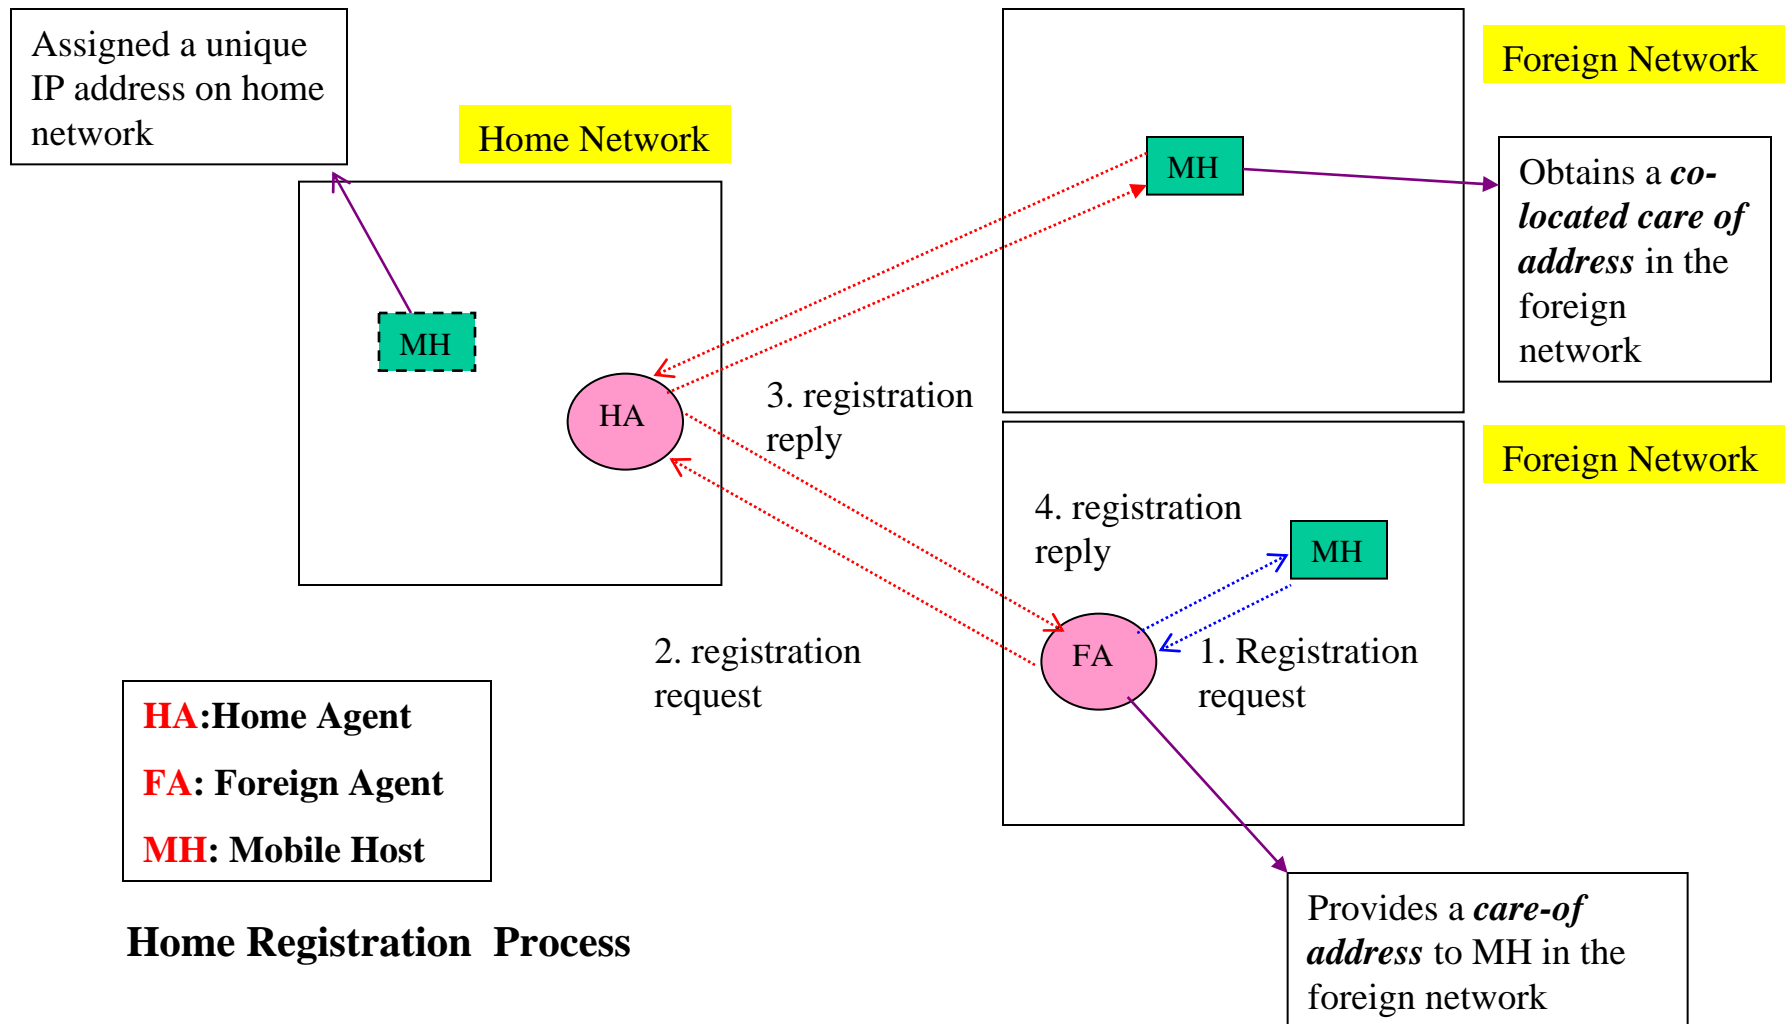 Assigned a unique
IP address on home
network
Home Network
Foreign Network
MH
Obtains a co-
located care of
address in the
foreign
network
MH
HA
3. registration
reply
Foreign Network
4. registration
reply
MH
FA
1. Registration
request
2. registration
request
HA:Home Agent
FA: Foreign Agent
MH: Mobile Host
Home Registration Process
Provides a care-of
address to MH in the
foreign network